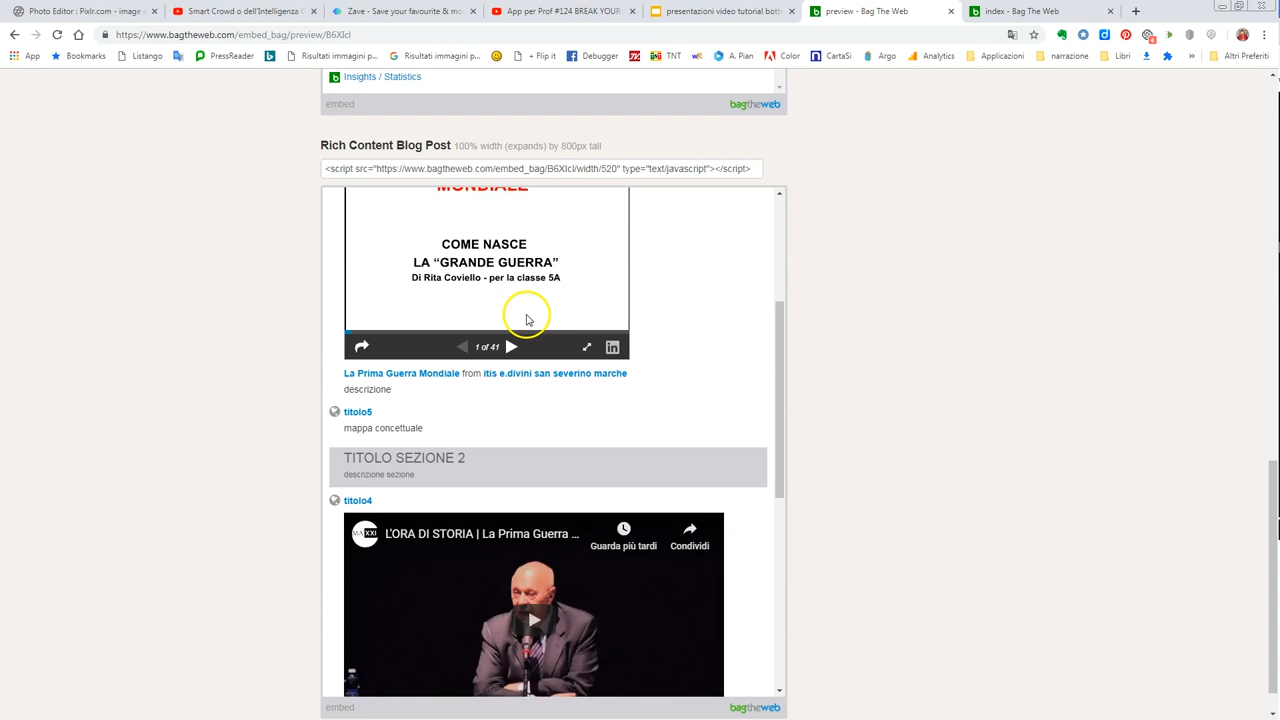 Photo Editor : Pixlr.com - image e
Smart Crowd o dell'Intelligenza C
Zave - Save your favourite & mo
App per Prof #124 BREAK YOUR
presentazioni video tutorial bott
preview - Bag The Web
index - Bag The Web
https://www.bagtheweb.com/embed_bag/preview/B6XIcI
App
Bookmarks
Listango
PressReader
Risultati immagini p...
Risultati immagini p...
+ Flip it
Debugger
TNT
A. Pian
Color
CartaSi
Argo
Analytics
Applicazioni
narrazione
Libri
Altri Preferiti
Insights / Statistics
embed
bagtheweb
Rich Content Blog Post 100% width (expands) by 800px tall
<script src="https://www.bagtheweb.com/embed_bag/B6XIcI/width/520" type="text/javascript"></script>
MONDIALE
COME NASCE
LA “GRANDE GUERRA”
Di Rita Coviello - per la classe 5A
1 of 41
La Prima Guerra Mondiale from itis e.divini san severino marche
descrizione
titolo5
mappa concettuale
TITOLO SEZIONE 2
descrizione sezione
titolo4
MAXXI
L'ORA DI STORIA | La Prima Guerra ...
Guarda più tardi
Condividi
embed
bagtheweb